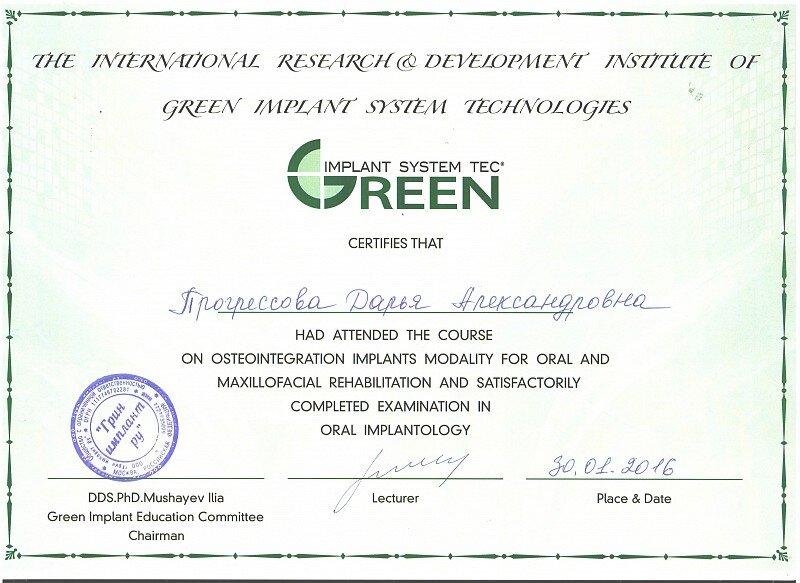 THE INTERNATIONAL RESEARCH & DEVELOPMENT INSTITUTE OF
GREEN IMPLANT SYSTEM TECHNOLOGIES
IMPLANT SYSTEM TEC®
GREEN
CERTIFIES THAT
Прогрессова Дарья Александровна
HAD ATTENDED THE COURSE
ON OSTEOINTEGRATION IMPLANTS MODALITY FOR ORAL AND
MAXILLOFACIAL REHABILITATION AND SATISFACTORILY
COMPLETED EXAMINATION IN
ORAL IMPLANTOLOGY
"Грин
имплант
ру"
МОСКВА
30.01.2016
DDS.PhD.Mushayev Ilia
Green Implant Education Committee
Chairman
Lecturer
Place & Date